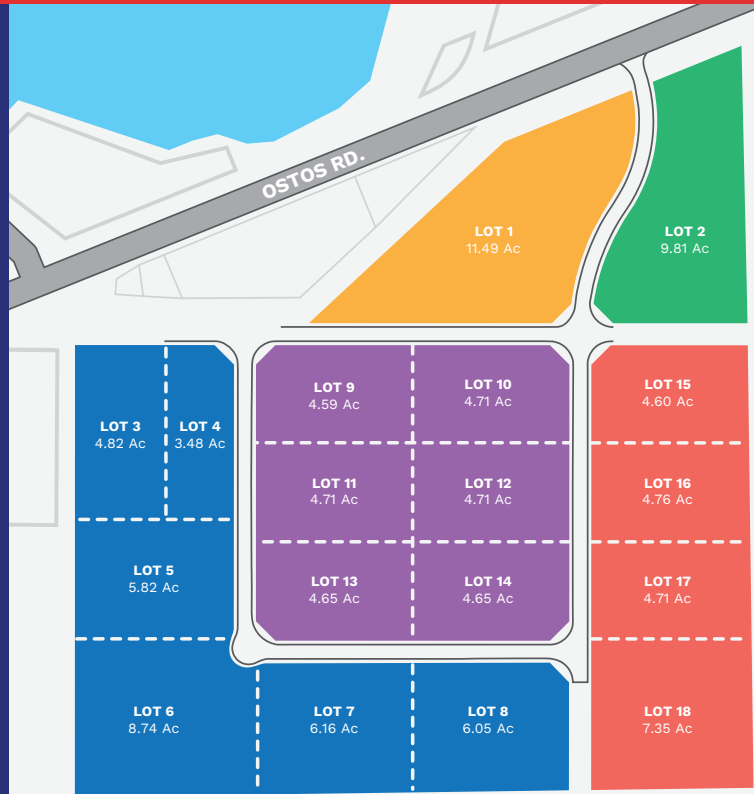 OSTOS RD.
LOT 1
11.49 Ac
LOT 2
9.81 Ac
LOT 3
4.82 Ac
LOT 4
3.48 Ac
LOT 9
4.59 Ac
LOT 10
4.71 Ac
LOT 15
4.60 Ac
LOT 11
4.71 Ac
LOT 12
4.71 Ac
LOT 16
4.76 Ac
LOT 5
5.82 Ac
LOT 13
4.65 Ac
LOT 14
4.65 Ac
LOT 17
4.71 Ac
LOT 6
8.74 Ac
LOT 7
6.16 Ac
LOT 8
6.05 Ac
LOT 18
7.35 Ac